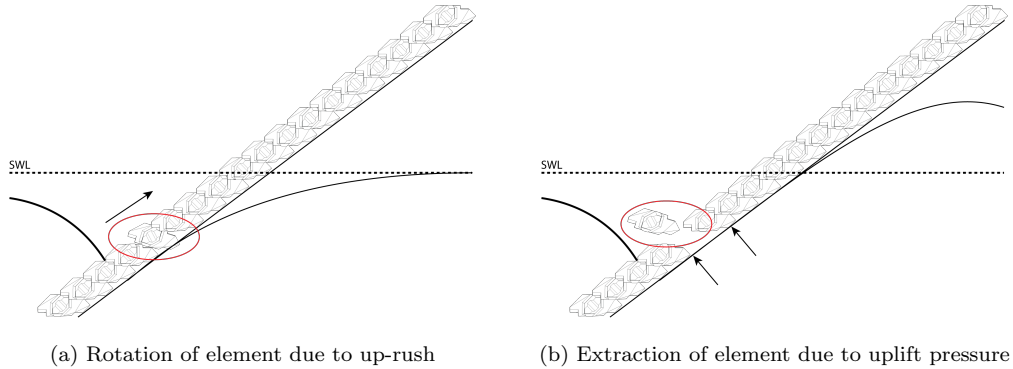 SWL
SWL
(a) Rotation of element due to up-rush
(b) Extraction of element due to uplift pressure